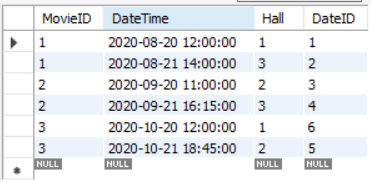 MovieID DateTime Hall DateID
1 2020-08-20 12:00:00 1 1
1 2020-08-21 14:00:00 3 2
2 2020-09-20 11:00:00 2 3
2 2020-09-21 16:15:00 3 4
3 2020-10-20 12:00:00 1 6
3 2020-10-21 18:45:00 2 5
NULL NULL NULL NULL